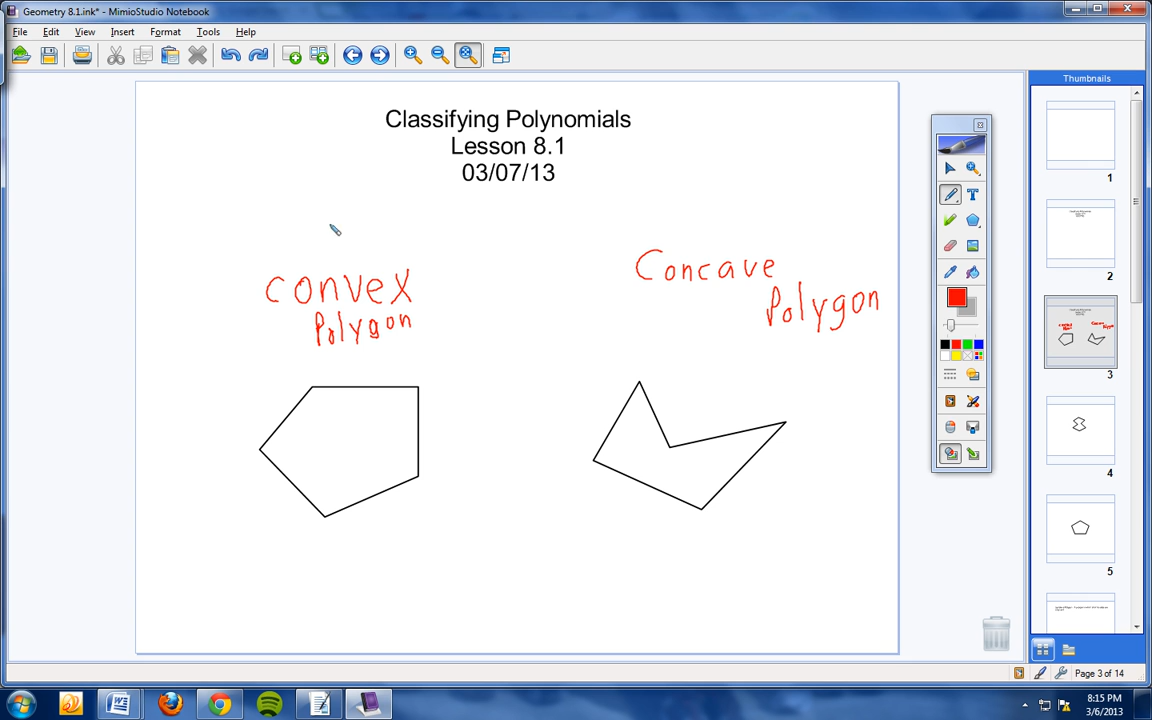 Geometry 8.1.ink* - MimioStudio Notebook
File Edit View Insert Format Tools Help
Thumbnails
Classifying Polynomials
Lesson 8.1
03/07/13
Convex
Polygon
Concave
Polygon
T
1
2
3
4
5
Page 3 of 14
8:15 PM
3/6/2013